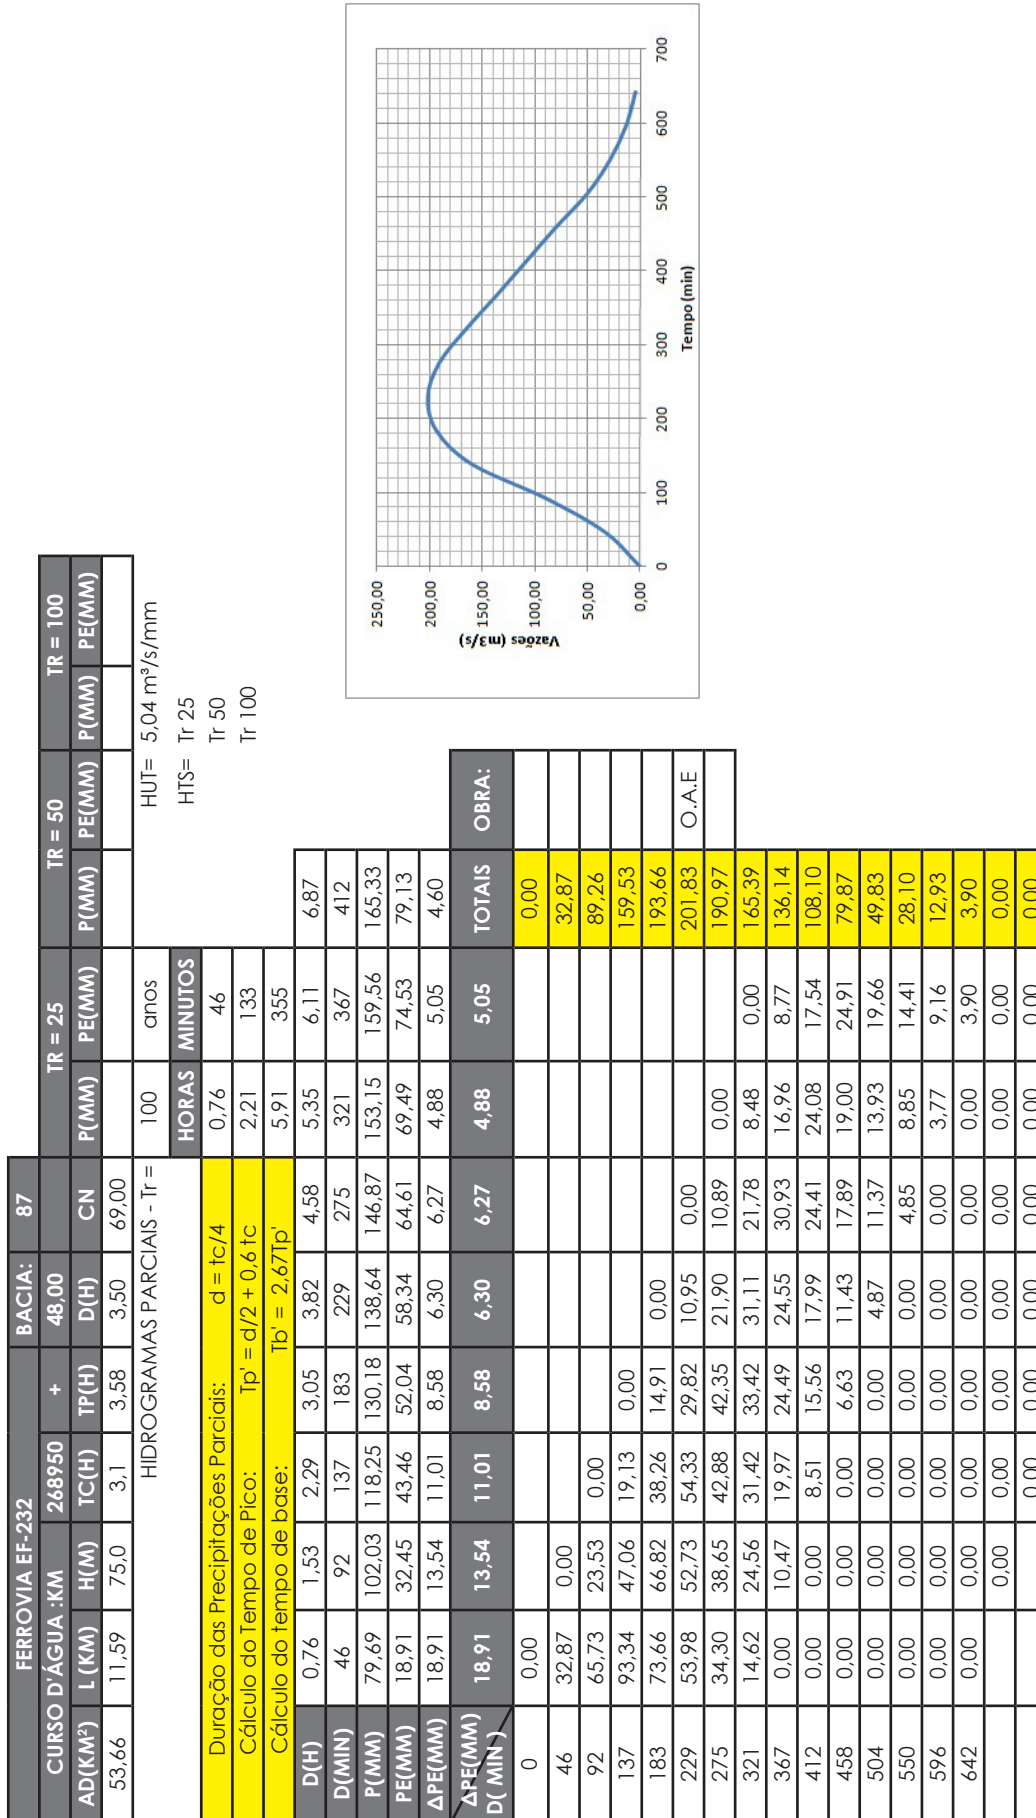 FERROVIA EF-232 BACIA: 87
CURSO D'ÁGUA :KM 268950 + 48,00 TR = 25 TR = 50 TR = 100
AD(KM²) L (KM) H(M) TC(H) TP(H) D(H) CN P(MM) PE(MM) P(MM) PE(MM) P(MM) PE(MM)
53,66 11,59 75,0 3,1 3,58 3,50 69,00
HIDROGRAMAS PARCIAIS - Tr = 100 anos HUT= 5,04 m³/s/mm
HORAS MINUTOS HTS= Tr 25
Duração das Precipitações Parciais: d = tc/4 0,76 46 Tr 50
Cálculo do Tempo de Pico: Tp' = d/2 + 0,6 tc 2,21 133 Tr 100
Cálculo do tempo de base: Tb' = 2,67Tp' 5,91 355
D(H) 0,76 1,53 2,29 3,05 3,82 4,58 5,35 6,11 6,87
D(MIN) 46 92 137 183 229 275 321 367 412
P(MM) 79,69 102,03 118,25 130,18 138,64 146,87 153,15 159,56 165,33
PE(MM) 18,91 32,45 43,46 52,04 58,34 64,61 69,49 74,53 79,13
ΔPE(MM) 18,91 13,54 11,01 8,58 6,30 6,27 4,88 5,05 4,60
ΔPE(MM) D( MIN ) 18,91 13,54 11,01 8,58 6,30 6,27 4,88 5,05 TOTAIS OBRA:
0 0,00 0,00
46 32,87 0,00 32,87
92 65,73 23,53 0,00 89,26
137 93,34 47,06 19,13 0,00 159,53
183 73,66 66,82 38,26 14,91 0,00 193,66
229 53,98 52,73 54,33 29,82 10,95 0,00 201,83 O.A.E
275 34,30 38,65 42,88 42,35 21,90 10,89 0,00 190,97
321 14,62 24,56 31,42 33,42 31,11 21,78 8,48 0,00 165,39
367 0,00 10,47 19,97 24,49 24,55 30,93 16,96 8,77 136,14
412 0,00 0,00 8,51 15,56 17,99 24,41 24,08 17,54 108,10
458 0,00 0,00 0,00 6,63 11,43 17,89 19,00 24,91 79,87
504 0,00 0,00 0,00 0,00 4,87 11,37 13,93 19,66 49,83
550 0,00 0,00 0,00 0,00 0,00 4,85 8,85 14,41 28,10
596 0,00 0,00 0,00 0,00 0,00 0,00 3,77 9,16 12,93
642 0,00 0,00 0,00 0,00 0,00 0,00 0,00 3,90 3,90
0,00 0,00 0,00 0,00 0,00 0,00 0,00 0,00
0,00 0,00 0,00 0,00 0,00 0,00
250,00
200,00
150,00
100,00
50,00
0,00
Vazões (m3/s)
0 100 200 300 400 500 600 700
Tempo (min)